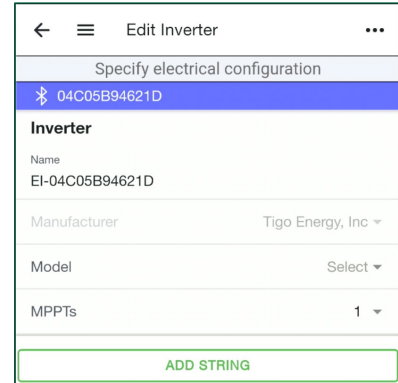 Edit Inverter
Specify electrical configuration
04C05B94621D
Inverter
Name
EI-04C05B94621D
Manufacturer Tigo Energy, Inc
Model Select
MPPTs 1
ADD STRING